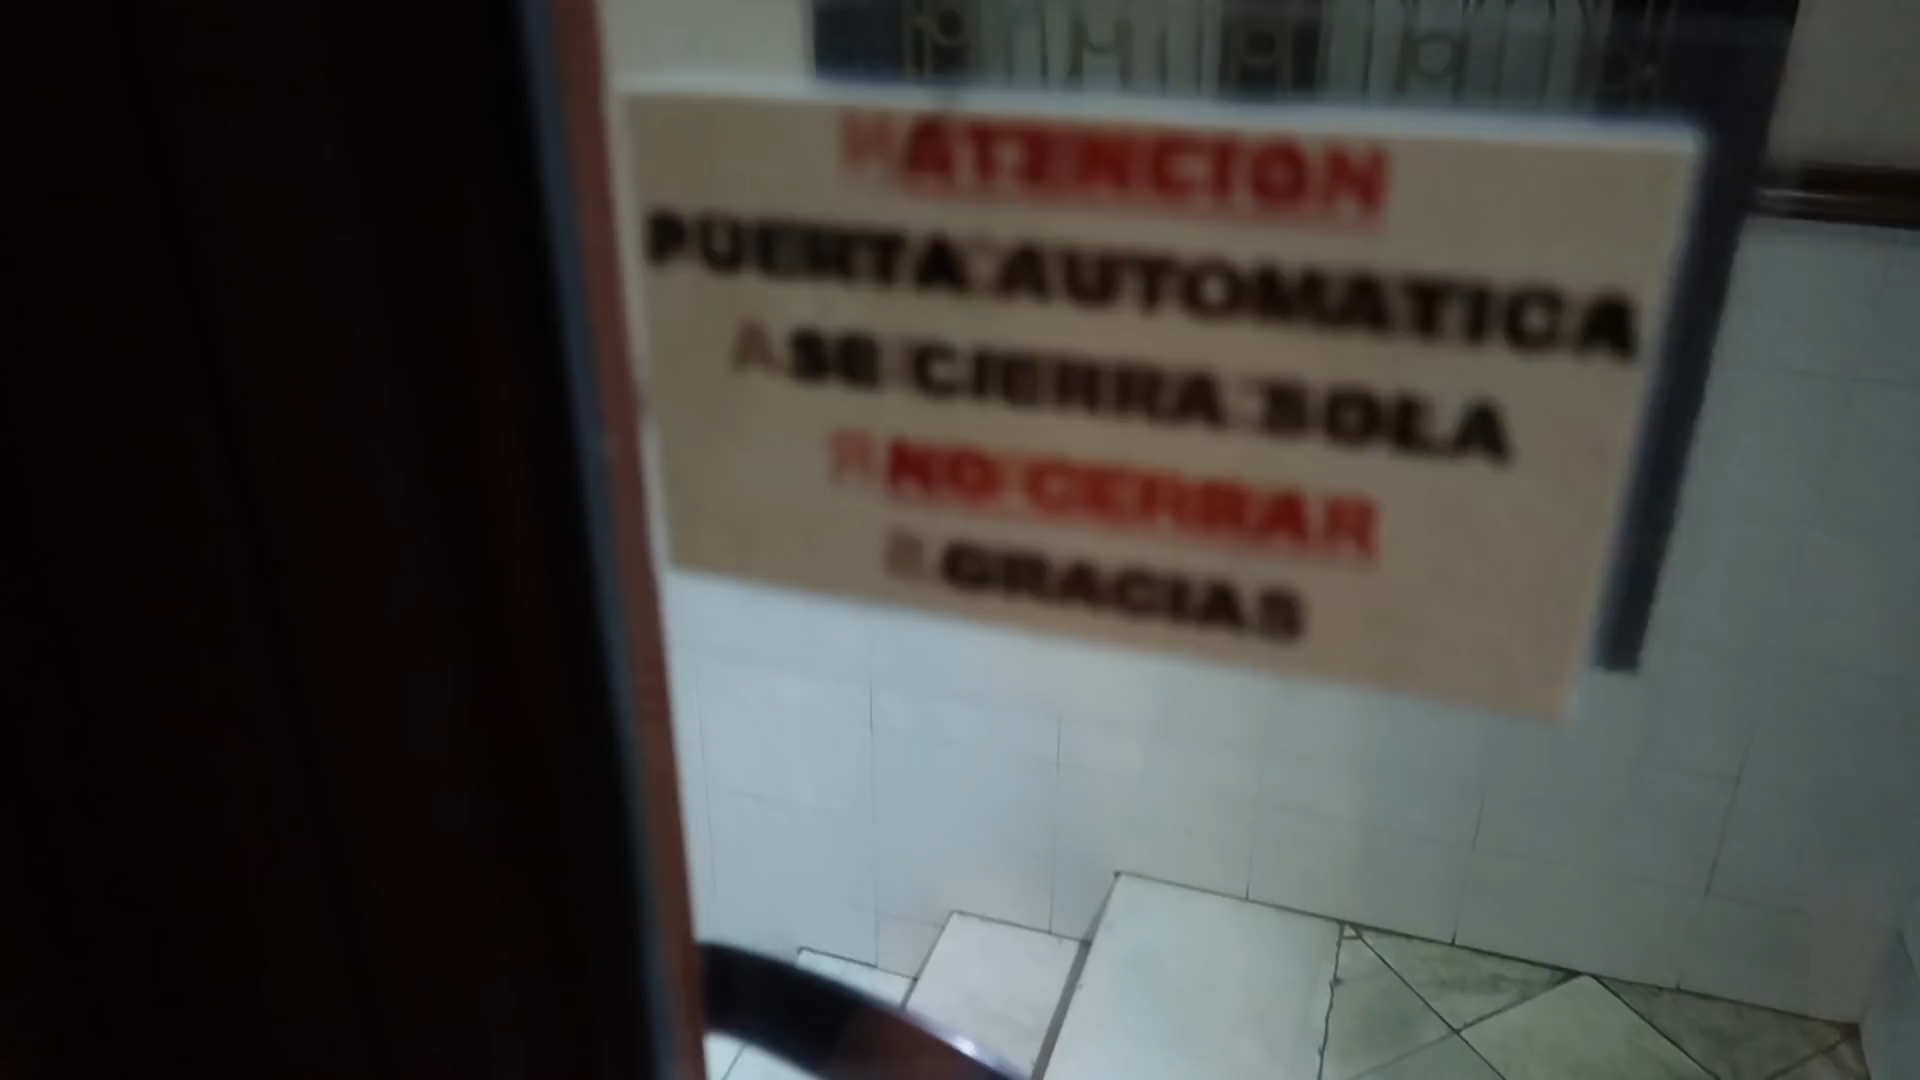 ATENCION
PUERTA AUTOMATICA
SE CIERRA SOLA
NO CERRAR
GRACIAS